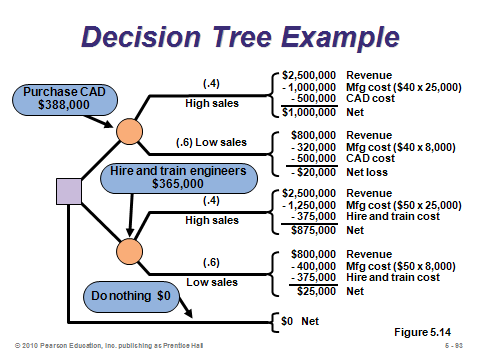 Decision Tree Example
Purchase CAD
$388,000
(.4)
High sales
$2,500,000 Revenue
- 1,000,000 Mfg cost ($40 x 25,000)
- 500,000 CAD cost
$1,000,000 Net
(.6) Low sales
$800,000 Revenue
- 320,000 Mfg cost ($40 x 8,000)
- 500,000 CAD cost
- $20,000 Net loss
Hire and train engineers
$365,000
(.4)
High sales
$2,500,000 Revenue
- 1,250,000 Mfg cost ($50 x 25,000)
- 375,000 Hire and train cost
$875,000 Net
(.6)
Low sales
$800,000 Revenue
- 400,000 Mfg cost ($50 x 8,000)
- 375,000 Hire and train cost
$25,000 Net
Do nothing $0
$0 Net
Figure 5.14
© 2010 Pearson Education, Inc. publishing as Prentice Hall